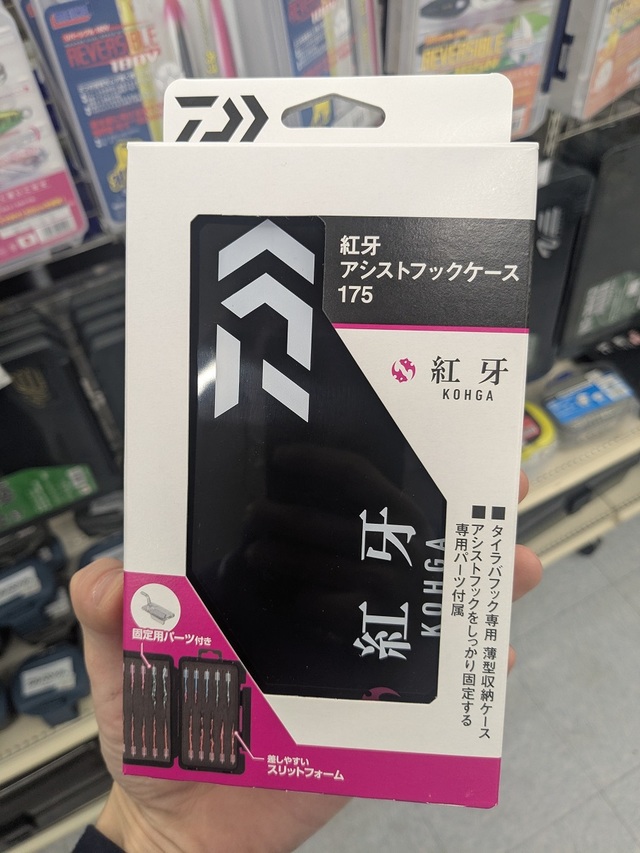 REVERSIBLE
REVERSIBLE
紅牙
アシストフックケース
175
紅牙
KOHGA
紅牙
KOHGA
■タイラバフック専用 薄型収納ケース
■アシストフックをしっかり固定する
専用パーツ付属
固定用パーツ付き
差しやすい
スリットフォーム